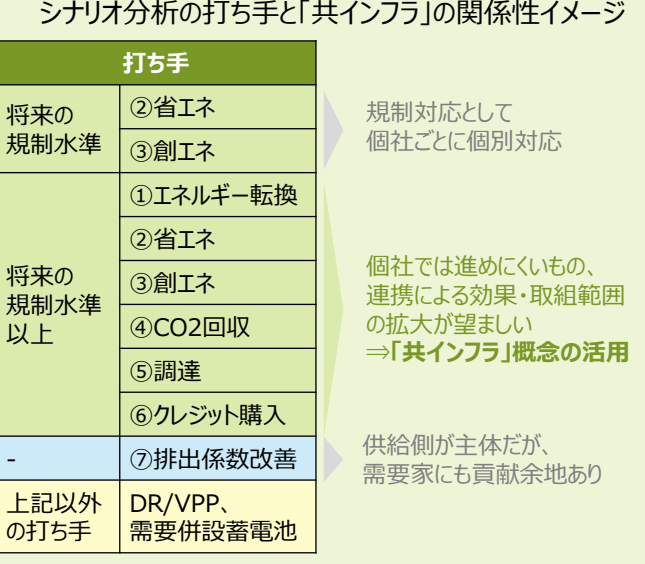 シナリオ分析の打ち手と「共インフラ」の関係性イメージ
打ち手
将来の
規制水準
②省エネ
③創エネ
規制対応として
個社ごとに個別対応
将来の
規制水準
以上
①エネルギー転換
②省エネ
③創エネ
④CO2回収
⑤調達
⑥クレジット購入
個社では進めにくいもの、
連携による効果・取組範囲
の拡大が望ましい
⇒「共インフラ」概念の活用
-
⑦排出係数改善
供給側が主体だが、
需要家にも貢献余地あり
上記以外
の打ち手
DR/VPP、
需要併設蓄電池